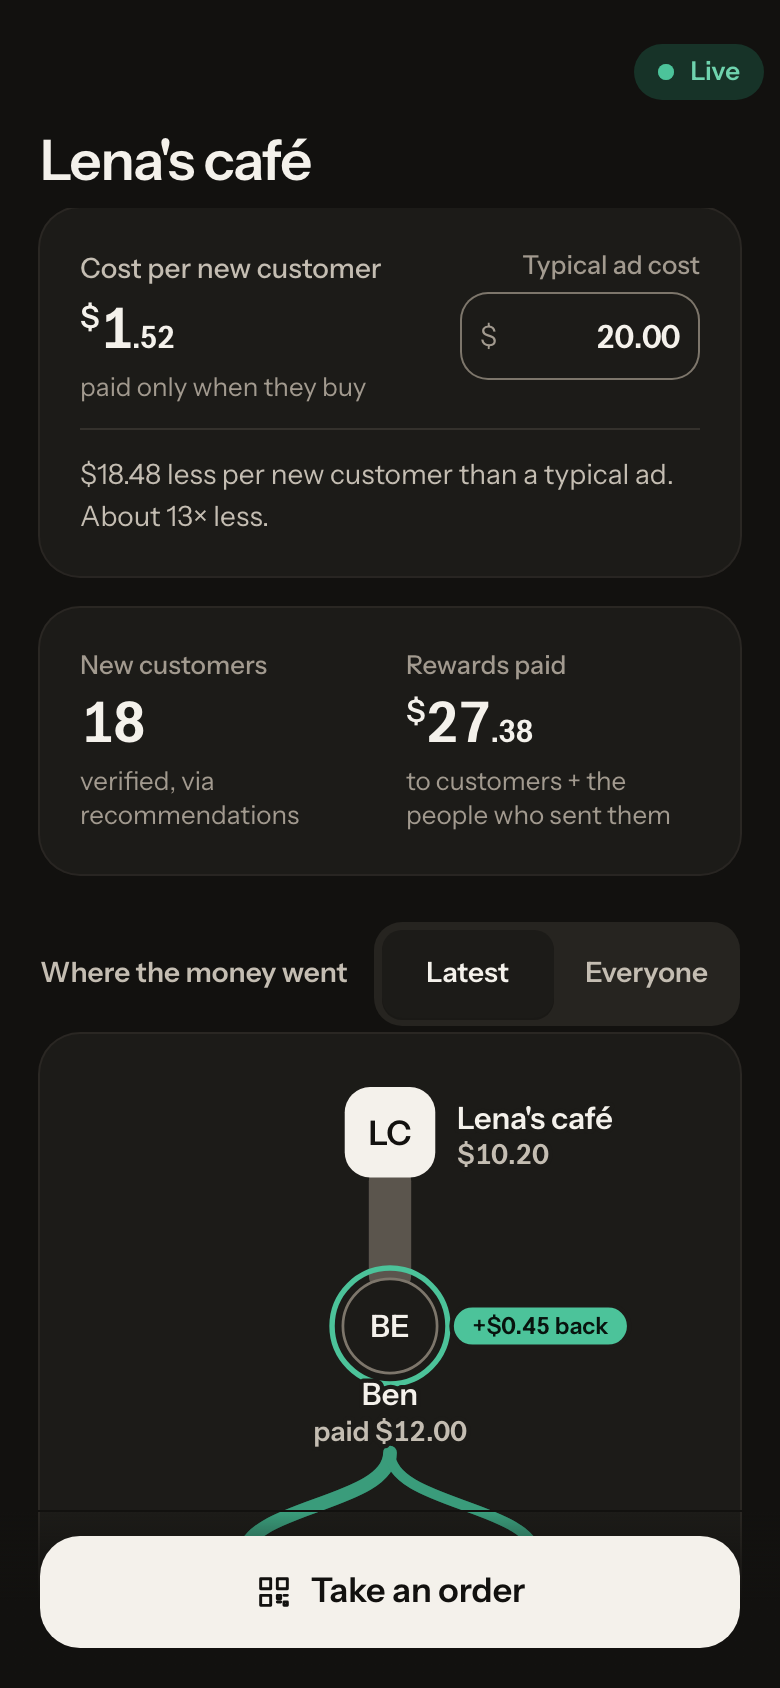 Live
Lena's café
Cost per new customer
$1.52
paid only when they buy
Typical ad cost
$ 20.00
$18.48 less per new customer than a typical ad.
About 13× less.
New customers
18
verified, via
recommendations
Rewards paid
$27.38
to customers + the
people who sent them
Where the money went
Latest
Everyone
LC
Lena's café
$10.20
BE
+$0.45 back
Ben
paid $12.00
Take an order